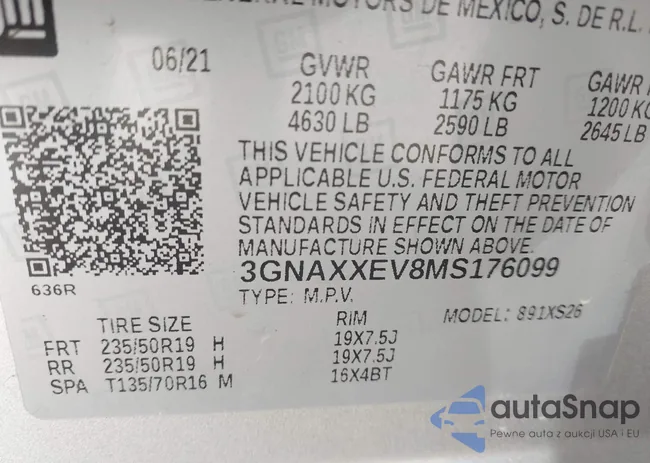 GENERAL MOTORS DE MEXICO, S. DE R.L.
06/21
GVWR GAWR FRT GAWR
2100 KG 1175 KG 1200 KG
4630 LB 2590 LB 2645 LB
THIS VEHICLE CONFORMS TO ALL
APPLICABLE U.S. FEDERAL MOTOR
VEHICLE SAFETY AND THEFT PREVENTION
STANDARDS IN EFFECT ON THE DATE OF
MANUFACTURE SHOWN ABOVE.
3GNAXXEV8MS176099
636R
TYPE: M.P.V. MODEL: 891XS26
TIRE SIZE RIM
FRT 235/50R19 H 19X7.5J
RR 235/50R19 H 19X7.5J
SPA T135/70R16 M 16X4BT
autaSnap
Pewne auta z aukcji USA i EU